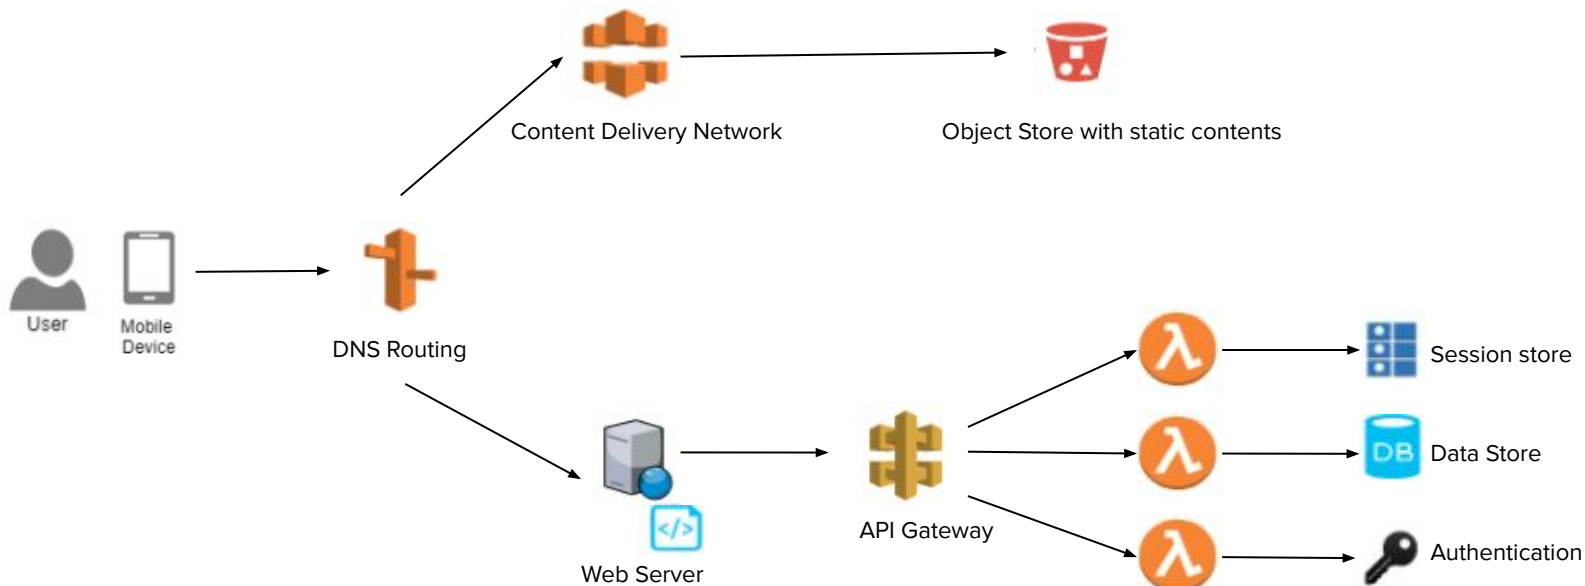 Content Delivery Network
Object Store with static contents
User
Mobile
Device
DNS Routing
Session store
DB
Data Store
</>
API Gateway
Web Server
λ
λ
λ
Authentication